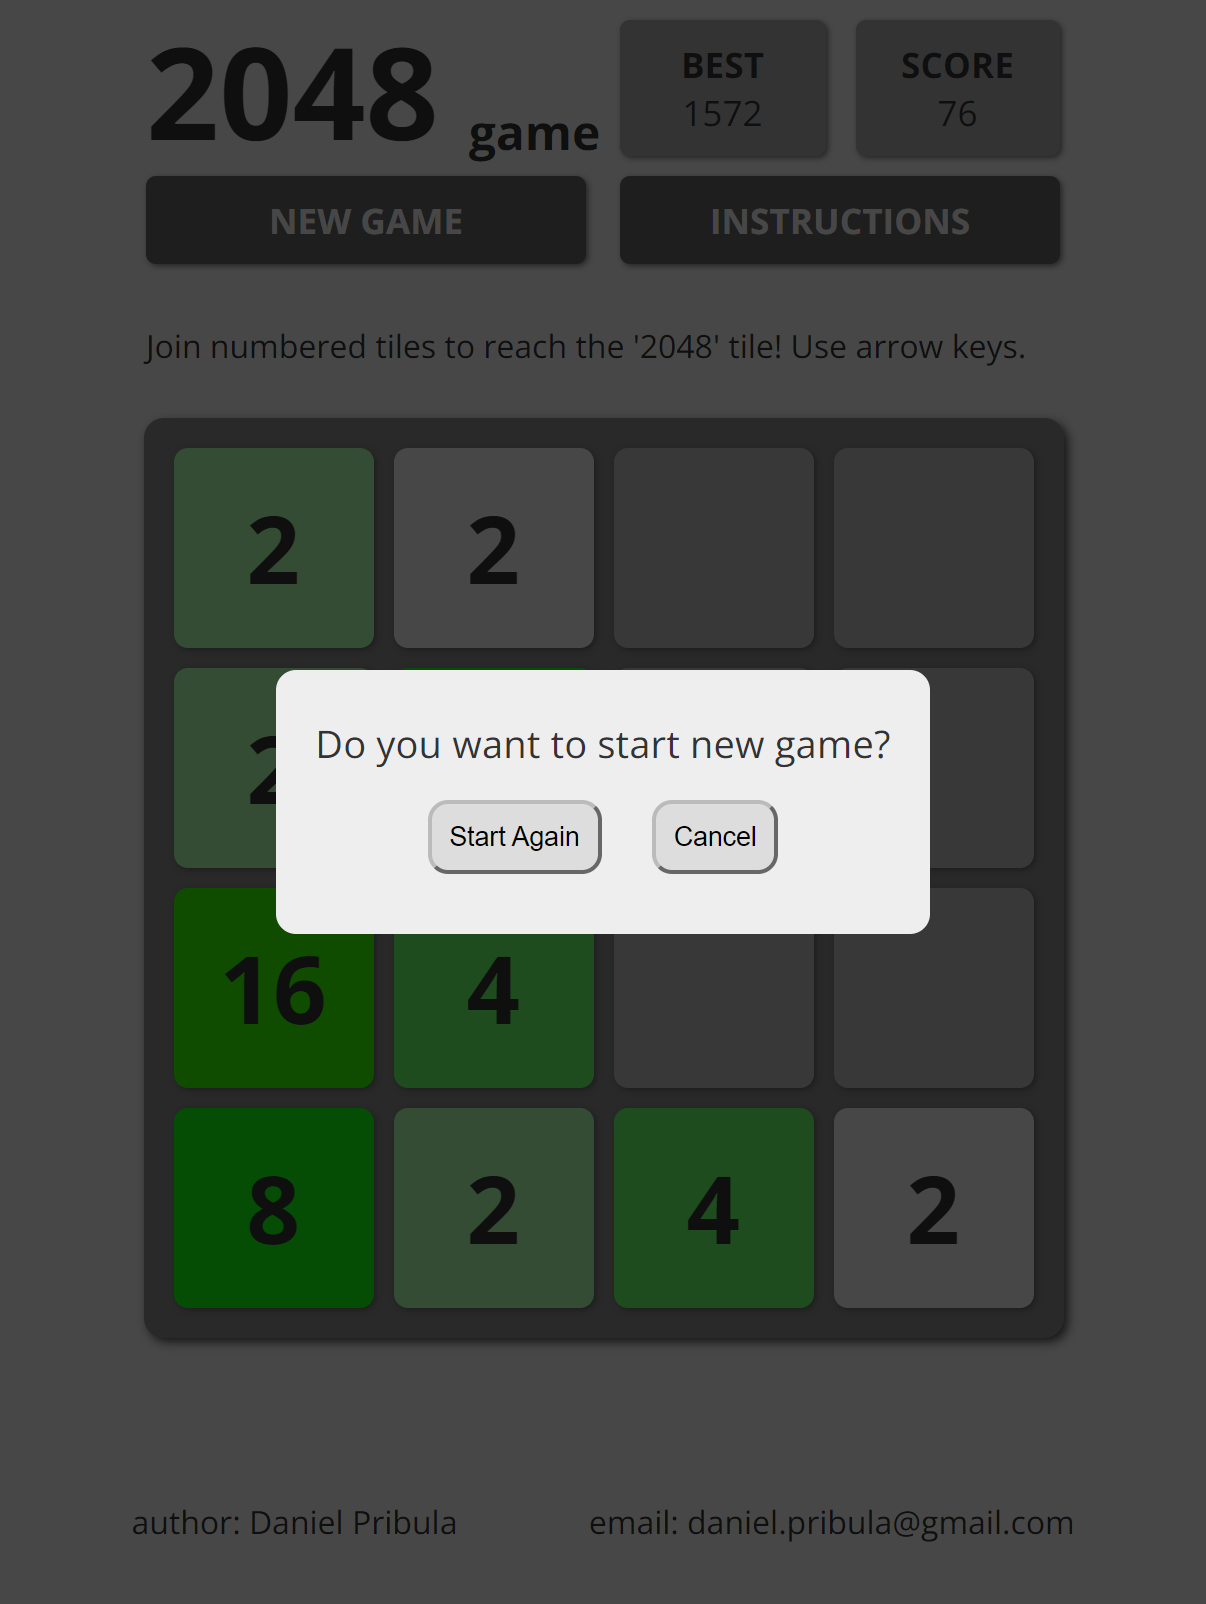 2048 game
BEST
1572
SCORE
76
NEW GAME
INSTRUCTIONS
Join numbered tiles to reach the '2048' tile! Use arrow keys.
2 2
2
Do you want to start new game?
Start Again
Cancel
16 4
8 2 4 2
author: Daniel Pribula
email: daniel.pribula@gmail.com